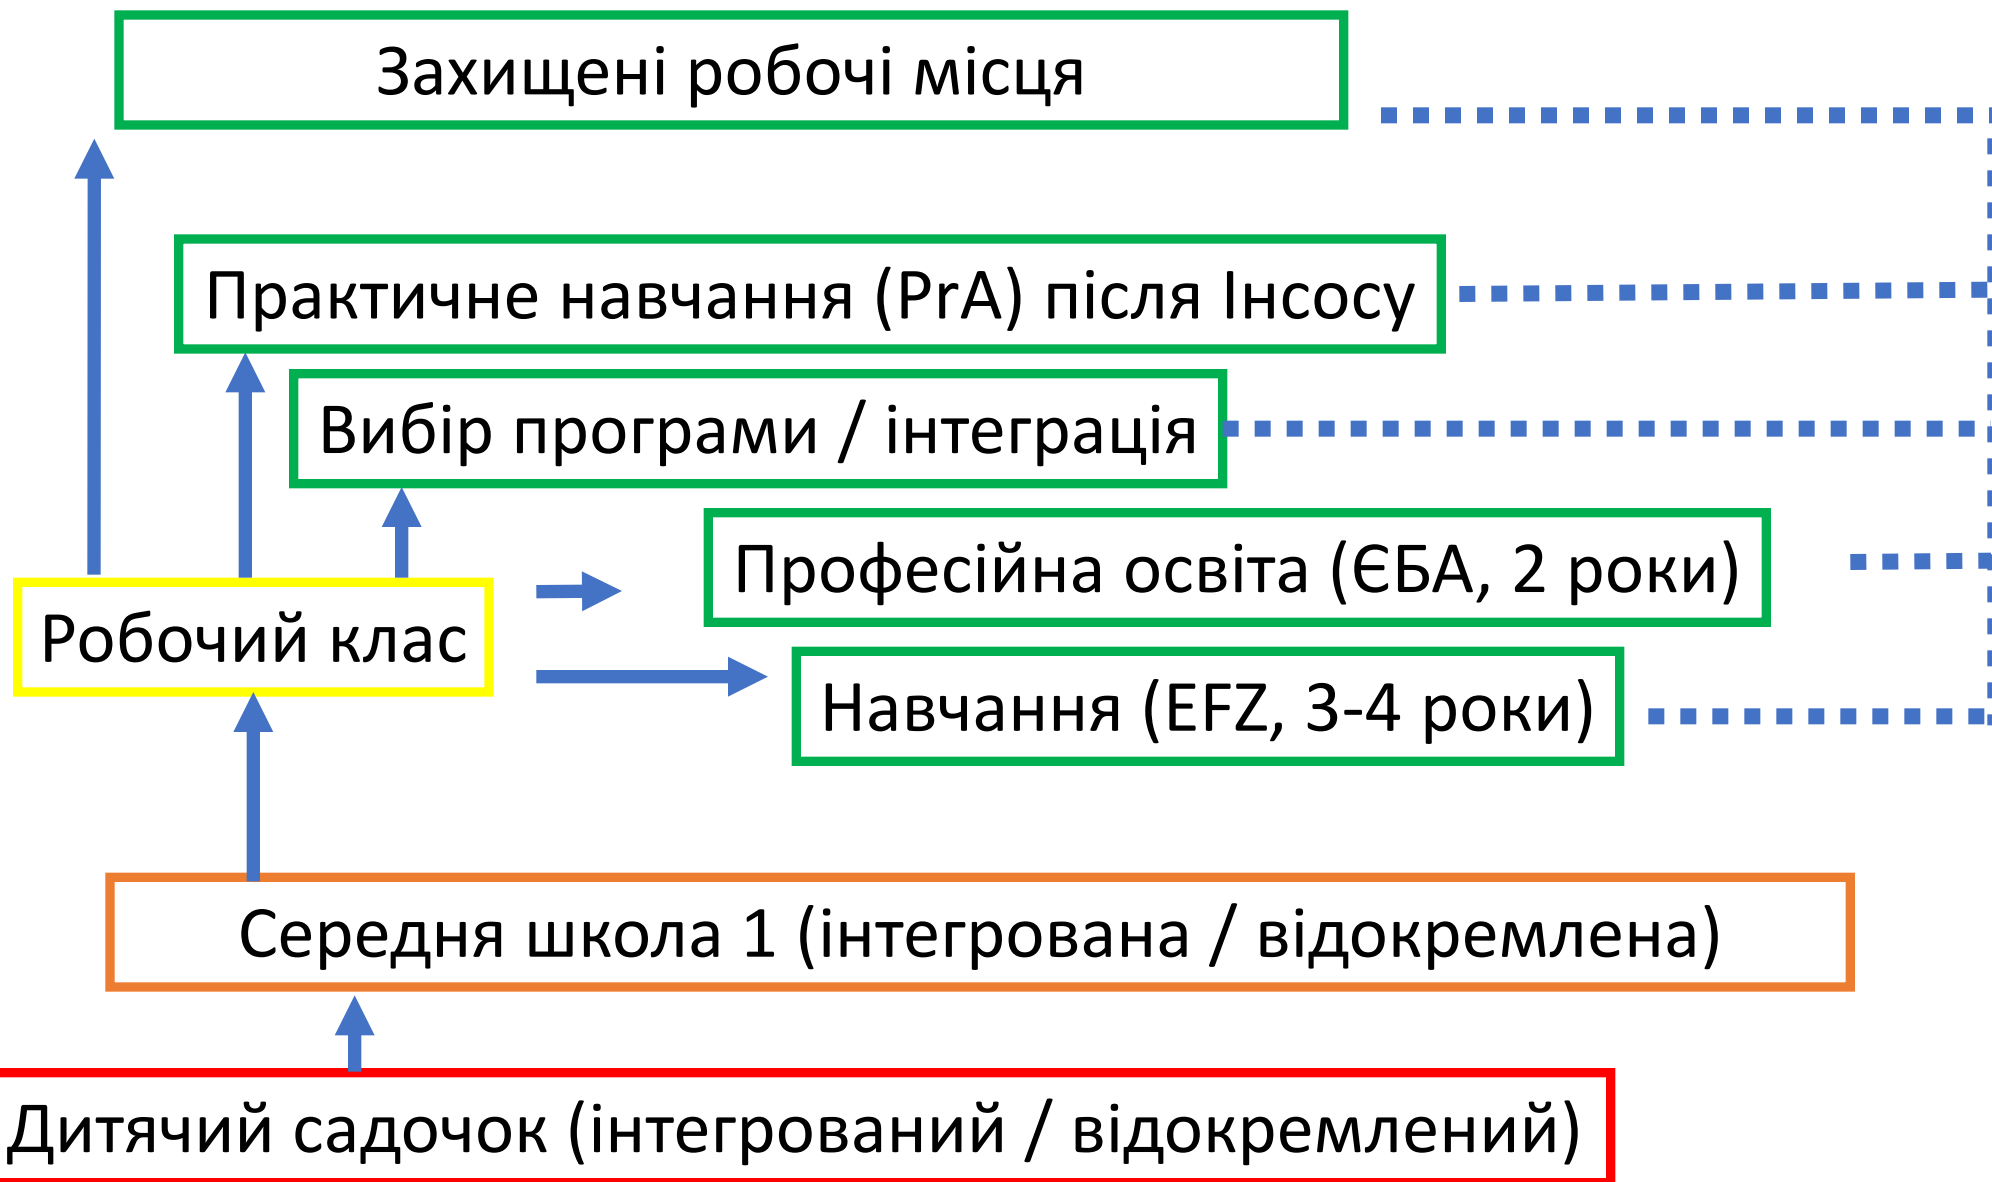 Захищені робочі місця
Практичне навчання (PrA) після Інсосу
Вибір програми / інтеграція
Професійна освіта (ЄБА, 2 роки)
Робочий клас
Навчання (EFZ, 3-4 роки)
Середня школа 1 (інтегрована / відокремлена)
Дитячий садочок (інтегрований / відокремлений)